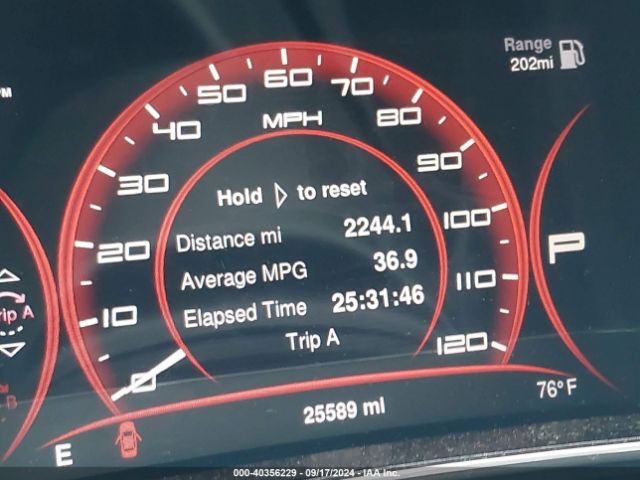 Range
202mi
PM
60
50
70
40
80
MPH
30
90
Hold ▷ to reset
20
100
Distance mi 2244.1
Average MPG 36.9
110
Elapsed Time 25:31:46
10
rip A
Trip A
120
0
P
25589 mi
76°F
B
E
000-40356229 - 09/17/2024 - IAA Inc.